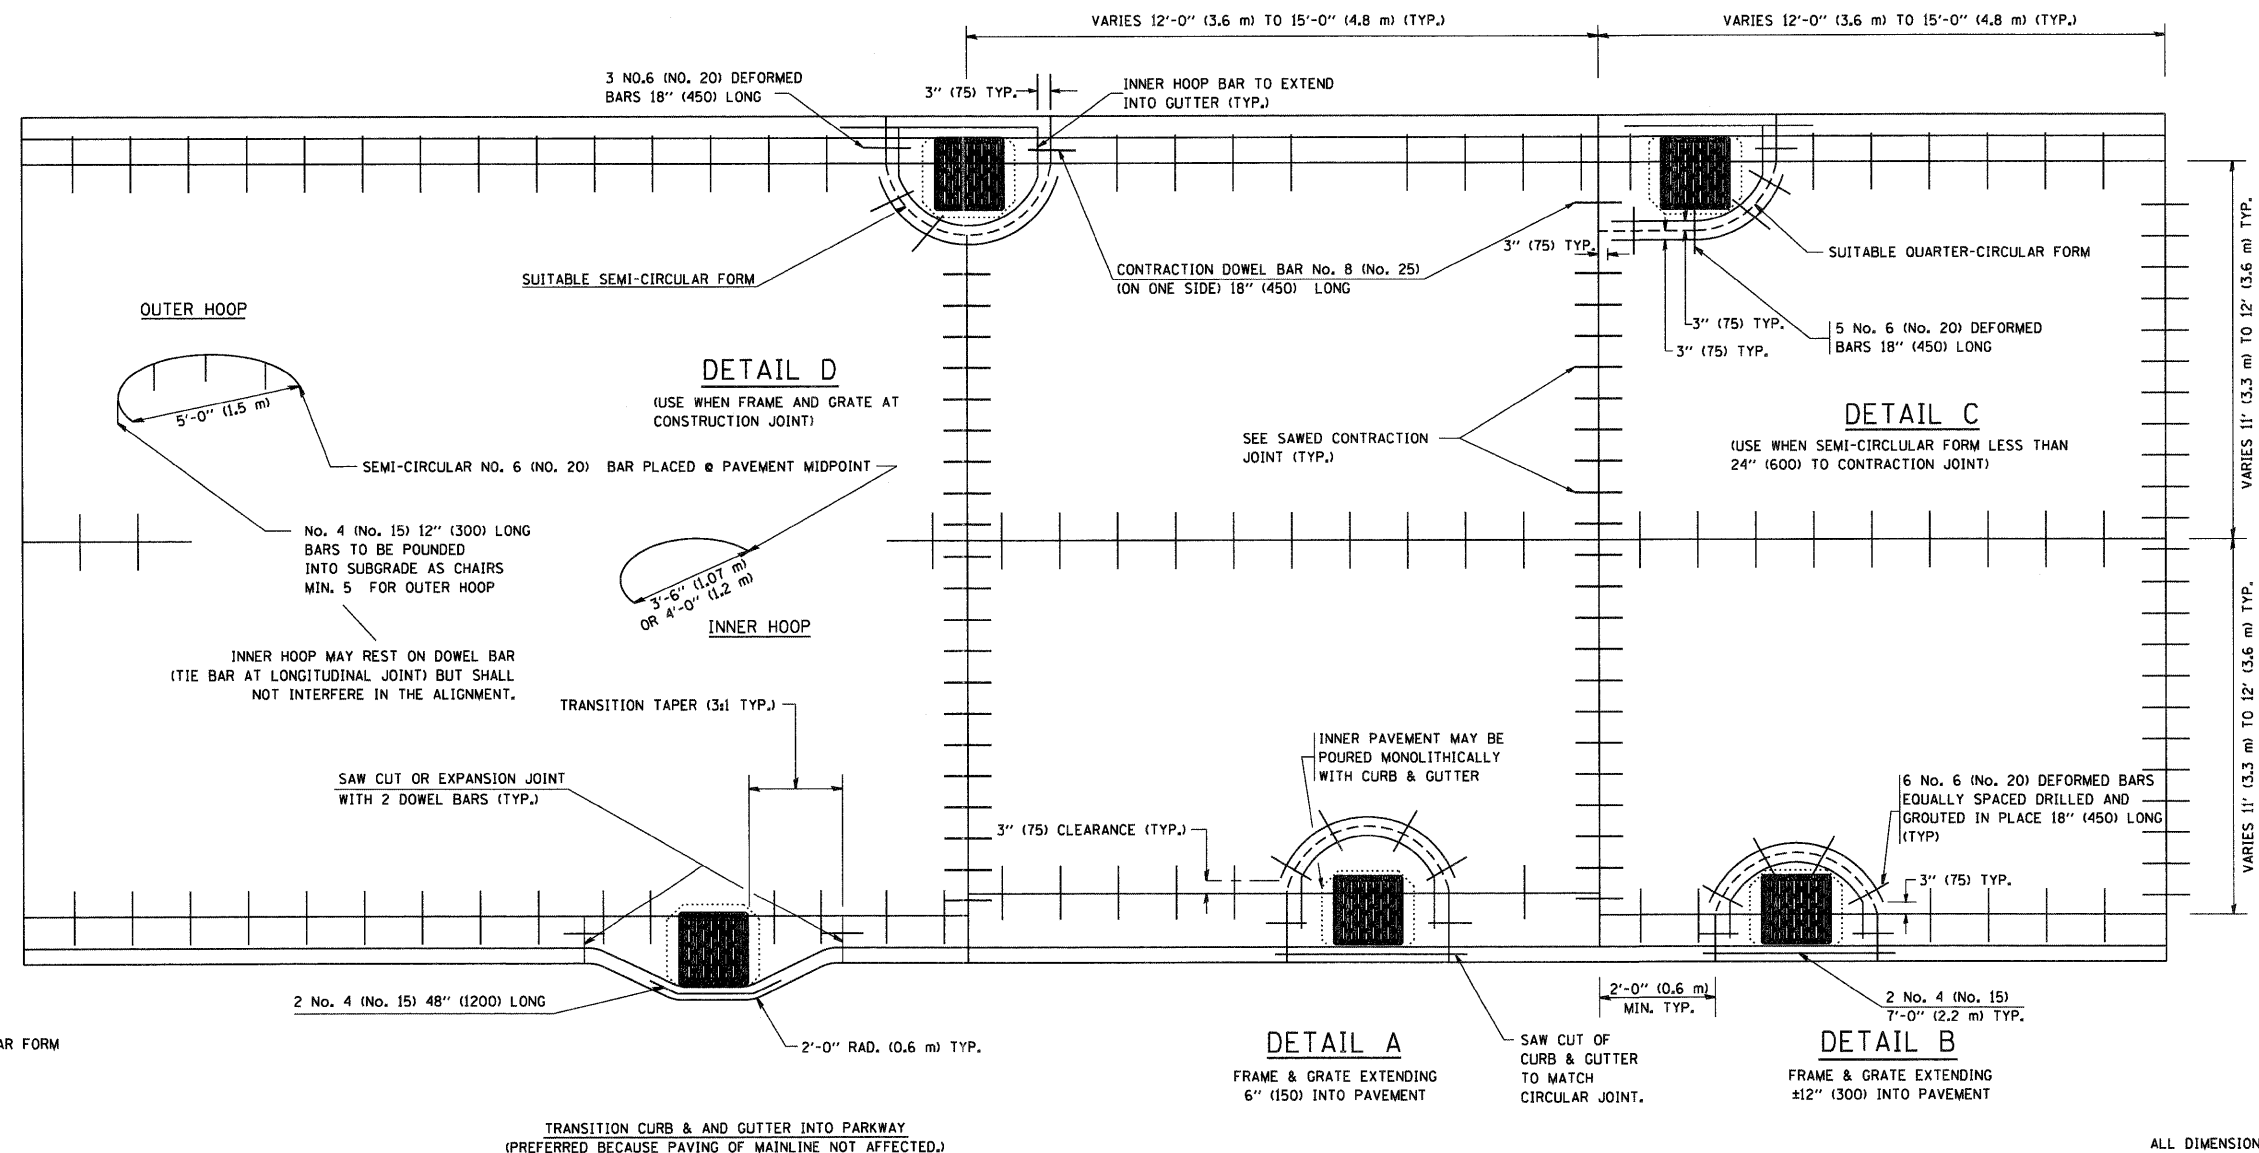 VARIES 12'-0" (3.6 m) TO 15'-0" (4.8 m) (TYP.)
VARIES 12'-0" (3.6 m) TO 15'-0" (4.8 m) (TYP.)
3 NO.6 (NO. 20) DEFORMED
BARS 18" (450) LONG
3" (75) TYP.
INNER HOOP BAR TO EXTEND
INTO GUTTER (TYP.)
SUITABLE SEMI-CIRCULAR FORM
CONTRACTION DOWEL BAR No. 8 (No. 25)
(ON ONE SIDE) 18" (450) LONG
3" (75) TYP.
SUITABLE QUARTER-CIRCULAR FORM
3" (75) TYP.
3" (75) TYP.
5 No. 6 (No. 20) DEFORMED
BARS 18" (450) LONG
VARIES 11' (3.3 m) TO 12' (3.6 m) TYP.
OUTER HOOP
5'-0" (1.5 m)
DETAIL D
(USE WHEN FRAME AND GRATE AT
CONSTRUCTION JOINT)
SEMI-CIRCULAR NO. 6 (NO. 20) BAR PLACED @ PAVEMENT MIDPOINT
SEE SAWED CONTRACTION
JOINT (TYP.)
DETAIL C
(USE WHEN SEMI-CIRCLULAR FORM LESS THAN
24" (600) TO CONTRACTION JOINT)
No. 4 (No. 15) 12" (300) LONG
BARS TO BE POUNDED
INTO SUBGRADE AS CHAIRS
MIN. 5 FOR OUTER HOOP
3'-6" (1.07 m)
OR 4'-0" (1.2 m)
INNER HOOP
INNER HOOP MAY REST ON DOWEL BAR
(TIE BAR AT LONGITUDINAL JOINT) BUT SHALL
NOT INTERFERE IN THE ALIGNMENT.
VARIES 11' (3.3 m) TO 12' (3.6 m) TYP.
TRANSITION TAPER (3:1 TYP.)
SAW CUT OR EXPANSION JOINT
WITH 2 DOWEL BARS (TYP.)
INNER PAVEMENT MAY BE
POURED MONOLITHICALLY
WITH CURB & GUTTER
3" (75) CLEARANCE (TYP.)
6 No. 6 (No. 20) DEFORMED BARS
EQUALLY SPACED DRILLED AND
GROUTED IN PLACE 18" (450) LONG
(TYP)
3" (75) TYP.
2 No. 4 (No. 15) 48" (1200) LONG
2'-0" RAD. (0.6 m) TYP.
2'-0" (0.6 m)
MIN. TYP.
2 No. 4 (No. 15)
7'-0" (2.2 m) TYP.
AR FORM
DETAIL A
FRAME & GRATE EXTENDING
6" (150) INTO PAVEMENT
SAW CUT OF
CURB & GUTTER
TO MATCH
CIRCULAR JOINT.
DETAIL B
FRAME & GRATE EXTENDING
±12" (300) INTO PAVEMENT
TRANSITION CURB & AND GUTTER INTO PARKWAY
(PREFERRED BECAUSE PAVING OF MAINLINE NOT AFFECTED.)
ALL DIMENSION